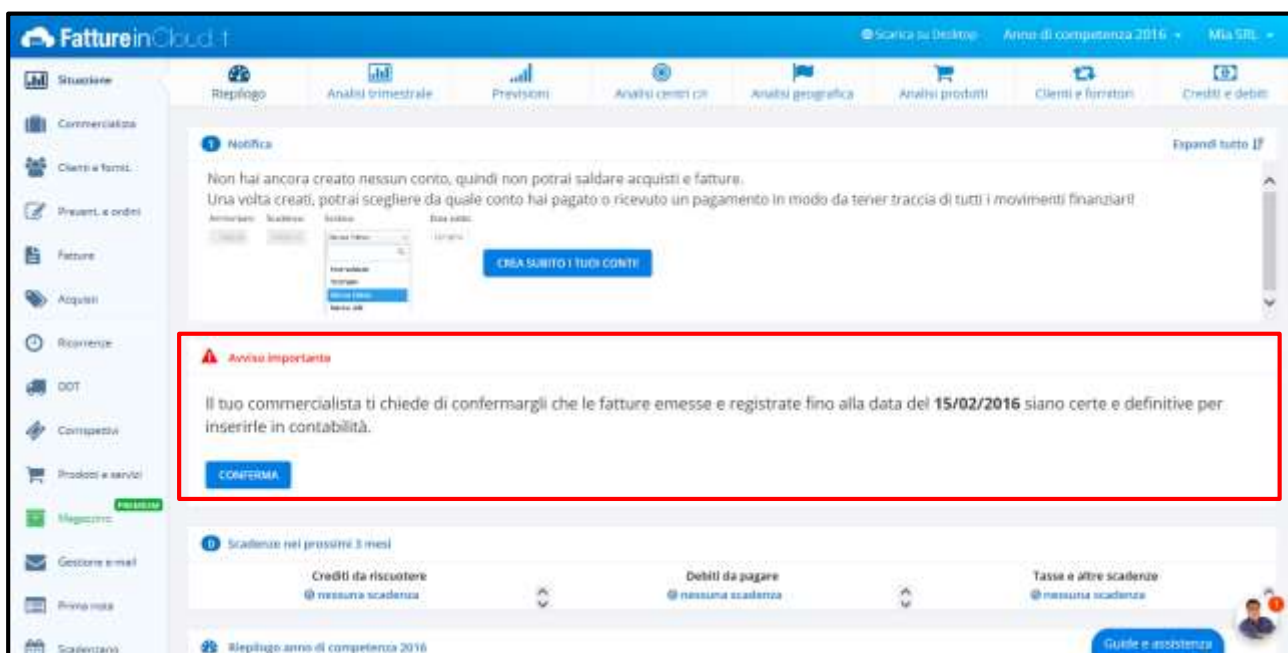 FattureinCloud.it
Scarica su Desktop
Anno di competenza 2016
Mia SRL
Situazione
Riepilogo
Analisi trimestrale
Previsioni
Analisi centri c/r
Analisi geografica
Analisi prodotti
Clienti e fornitori
Crediti e debiti
Commercialista
Clienti e fornit.
Prevent. e ordini
Fatture
Acquisti
Ricorrenze
DDT
Corrispettivi
Prodotti e servizi
PREMIUM
Magazzino
Gestione e-mail
Prima nota
Scadenzario
1 Notifica
Espandi tutto
Non hai ancora creato nessun conto, quindi non potrai saldare acquisti e fatture.
Una volta creati, potrai scegliere da quale conto hai pagato o ricevuto un pagamento in modo da tener traccia di tutti i movimenti finanziari!
CREA SUBITO I TUOI CONTI!
Avviso importante
Il tuo commercialista ti chiede di confermargli che le fatture emesse e registrate fino alla data del 15/02/2016 siano certe e definitive per
inserirle in contabilità.
CONFERMA
0 Scadenze nei prossimi 3 mesi
Crediti da riscuotere
nessuna scadenza
Debiti da pagare
nessuna scadenza
Tasse e altre scadenze
nessuna scadenza
Riepilogo anno di competenza 2016
Guide e assistenza